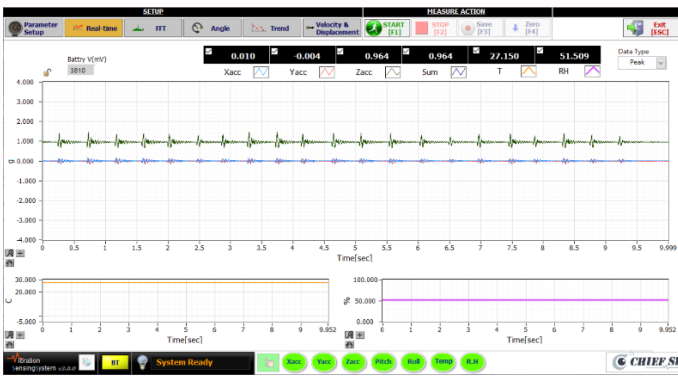 SETUP
MEASURE ACTION
Parameter Setup
Real-time
FFT
Angle
Trend
Velocity & Displacement
START [F1]
STOP [F2]
Save [F3]
Zero [F4]
Exit [ESC]
Battry V(mV)
3810
0.010 -0.004 0.964 0.964 27.150 51.509
Xacc Yacc Zacc Sum T RH
Data Type
Peak
4.000
3.000
2.000
1.000
g 0.000
-1.000
-2.000
-3.000
-4.000
0 0.5 1 1.5 2 2.5 3 3.5 4 4.5 5 5.5 6 6.5 7 7.5 8 8.5 9 9.5 9.999
Time[sec]
30.000
20.000
C
-5.000
0 1 2 3 4 5 6 7 8 9 9.952
Time[sec]
100.000
% 50.000
0.000
0 1 2 3 4 5 6 7 8 9 9.952
Time[sec]
ibration
SensingSystem v3.0.0
BT
System Ready
Xacc Yacc Zacc Pitch Roll Temp R.H
CHIEF SI